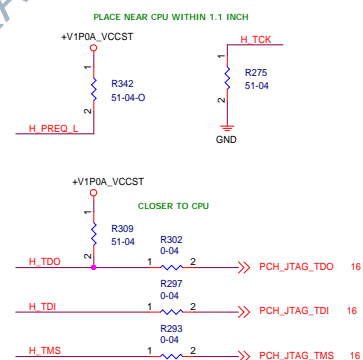 PLACE NEAR CPU WITHIN 1.1 INCH
+V1P0A_VCCST
H_TCK
1
1
R342
51-04-O
R275
51-04
2
2
H_PREQ_L
GND
+V1P0A_VCCST
CLOSER TO CPU
1
R309
51-04
2
R302
0-04
H_TDO
1 2
PCH_JTAG_TDO 16
R297
0-04
H_TDI
1 2
PCH_JTAG_TDI 16
R293
0-04
H_TMS
1 2
PCH_JTAG_TMS 16